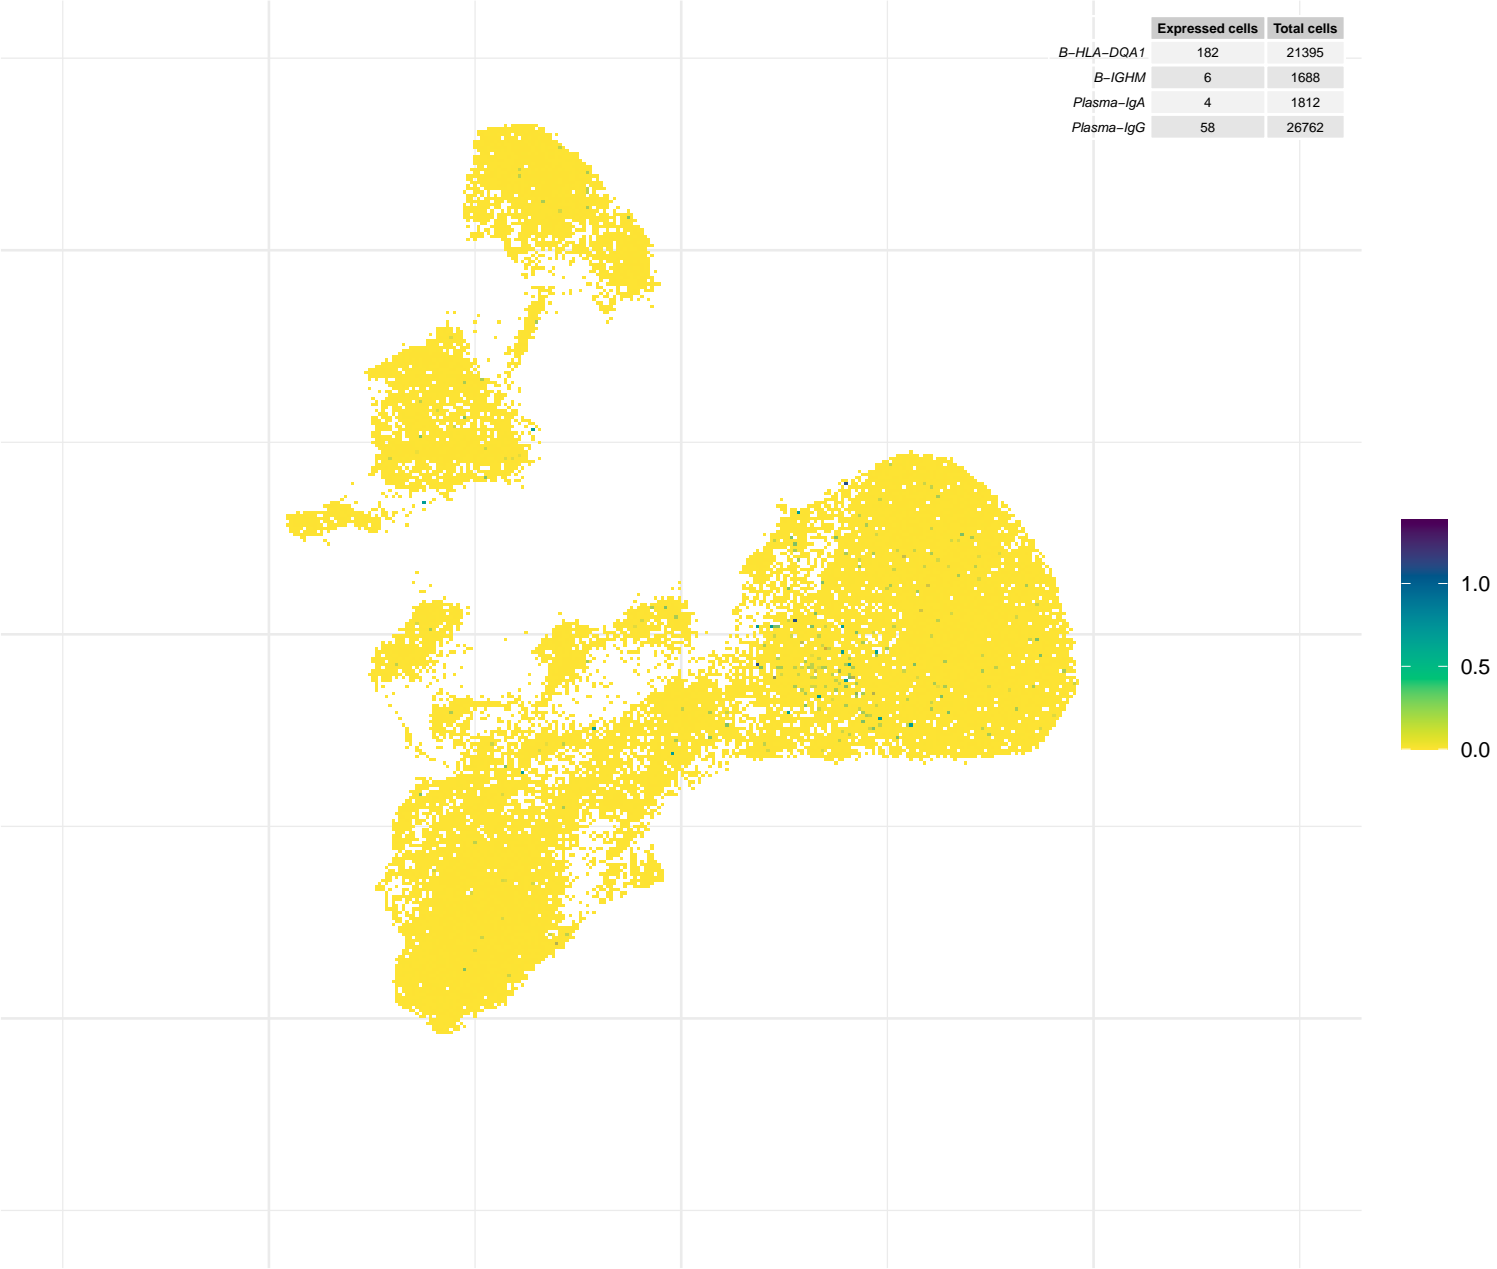 Expressed cells Total cells
B−HLA−DQA1 182 21395
B−IGHM 6 1688
Plasma−IgA 4 1812
Plasma−IgG 58 26762
1.0
0.5
0.0